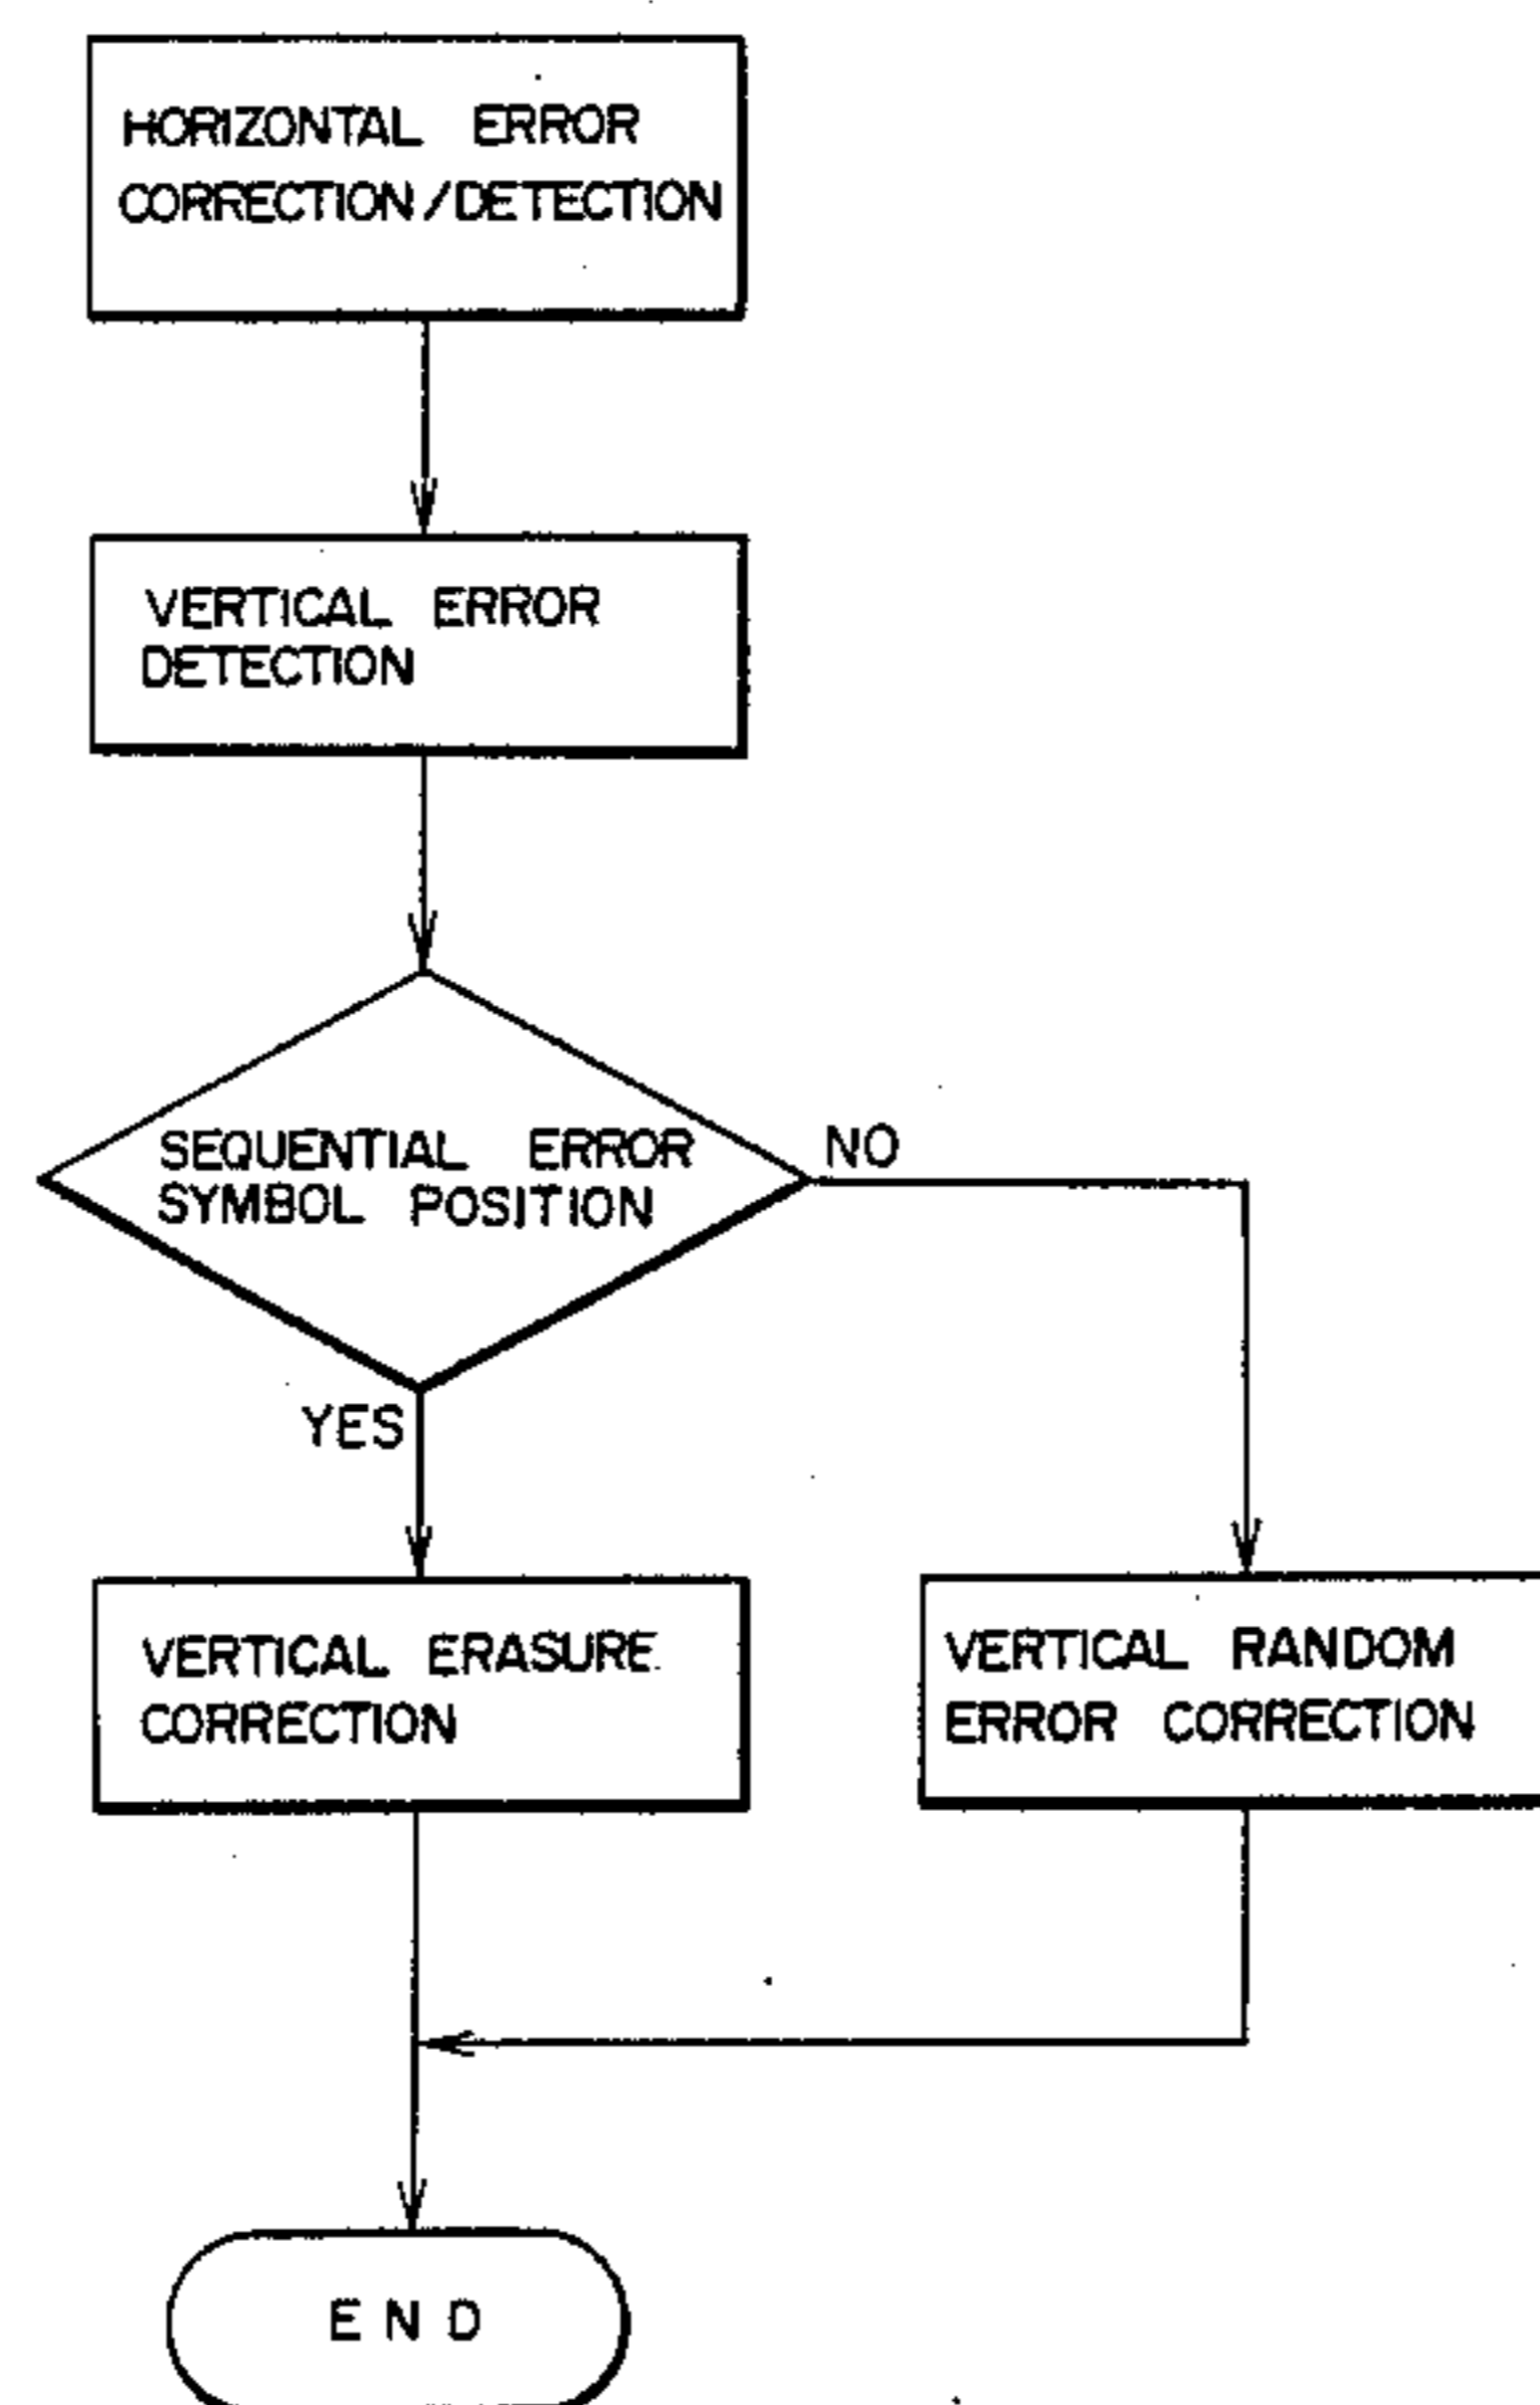 HORIZONTAL ERROR
CORRECTION/DETECTION
VERTICAL ERROR
DETECTION
SEQUENTIAL ERROR
SYMBOL POSITION
NO
YES
VERTICAL ERASURE
CORRECTION
VERTICAL RANDOM
ERROR CORRECTION
END